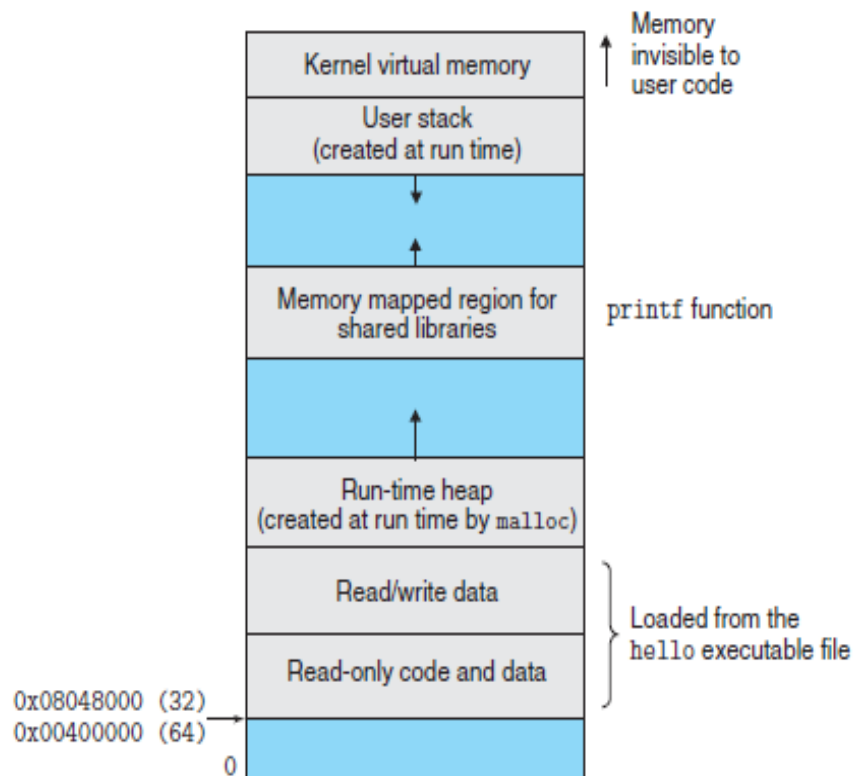 Memory
invisible to
user code
Kernel virtual memory
User stack
(created at run time)
Memory mapped region for
shared libraries
printf function
Run-time heap
(created at run time by malloc)
Read/write data
Loaded from the
hello executable file
Read-only code and data
0x08048000 (32)
0x00400000 (64)
0